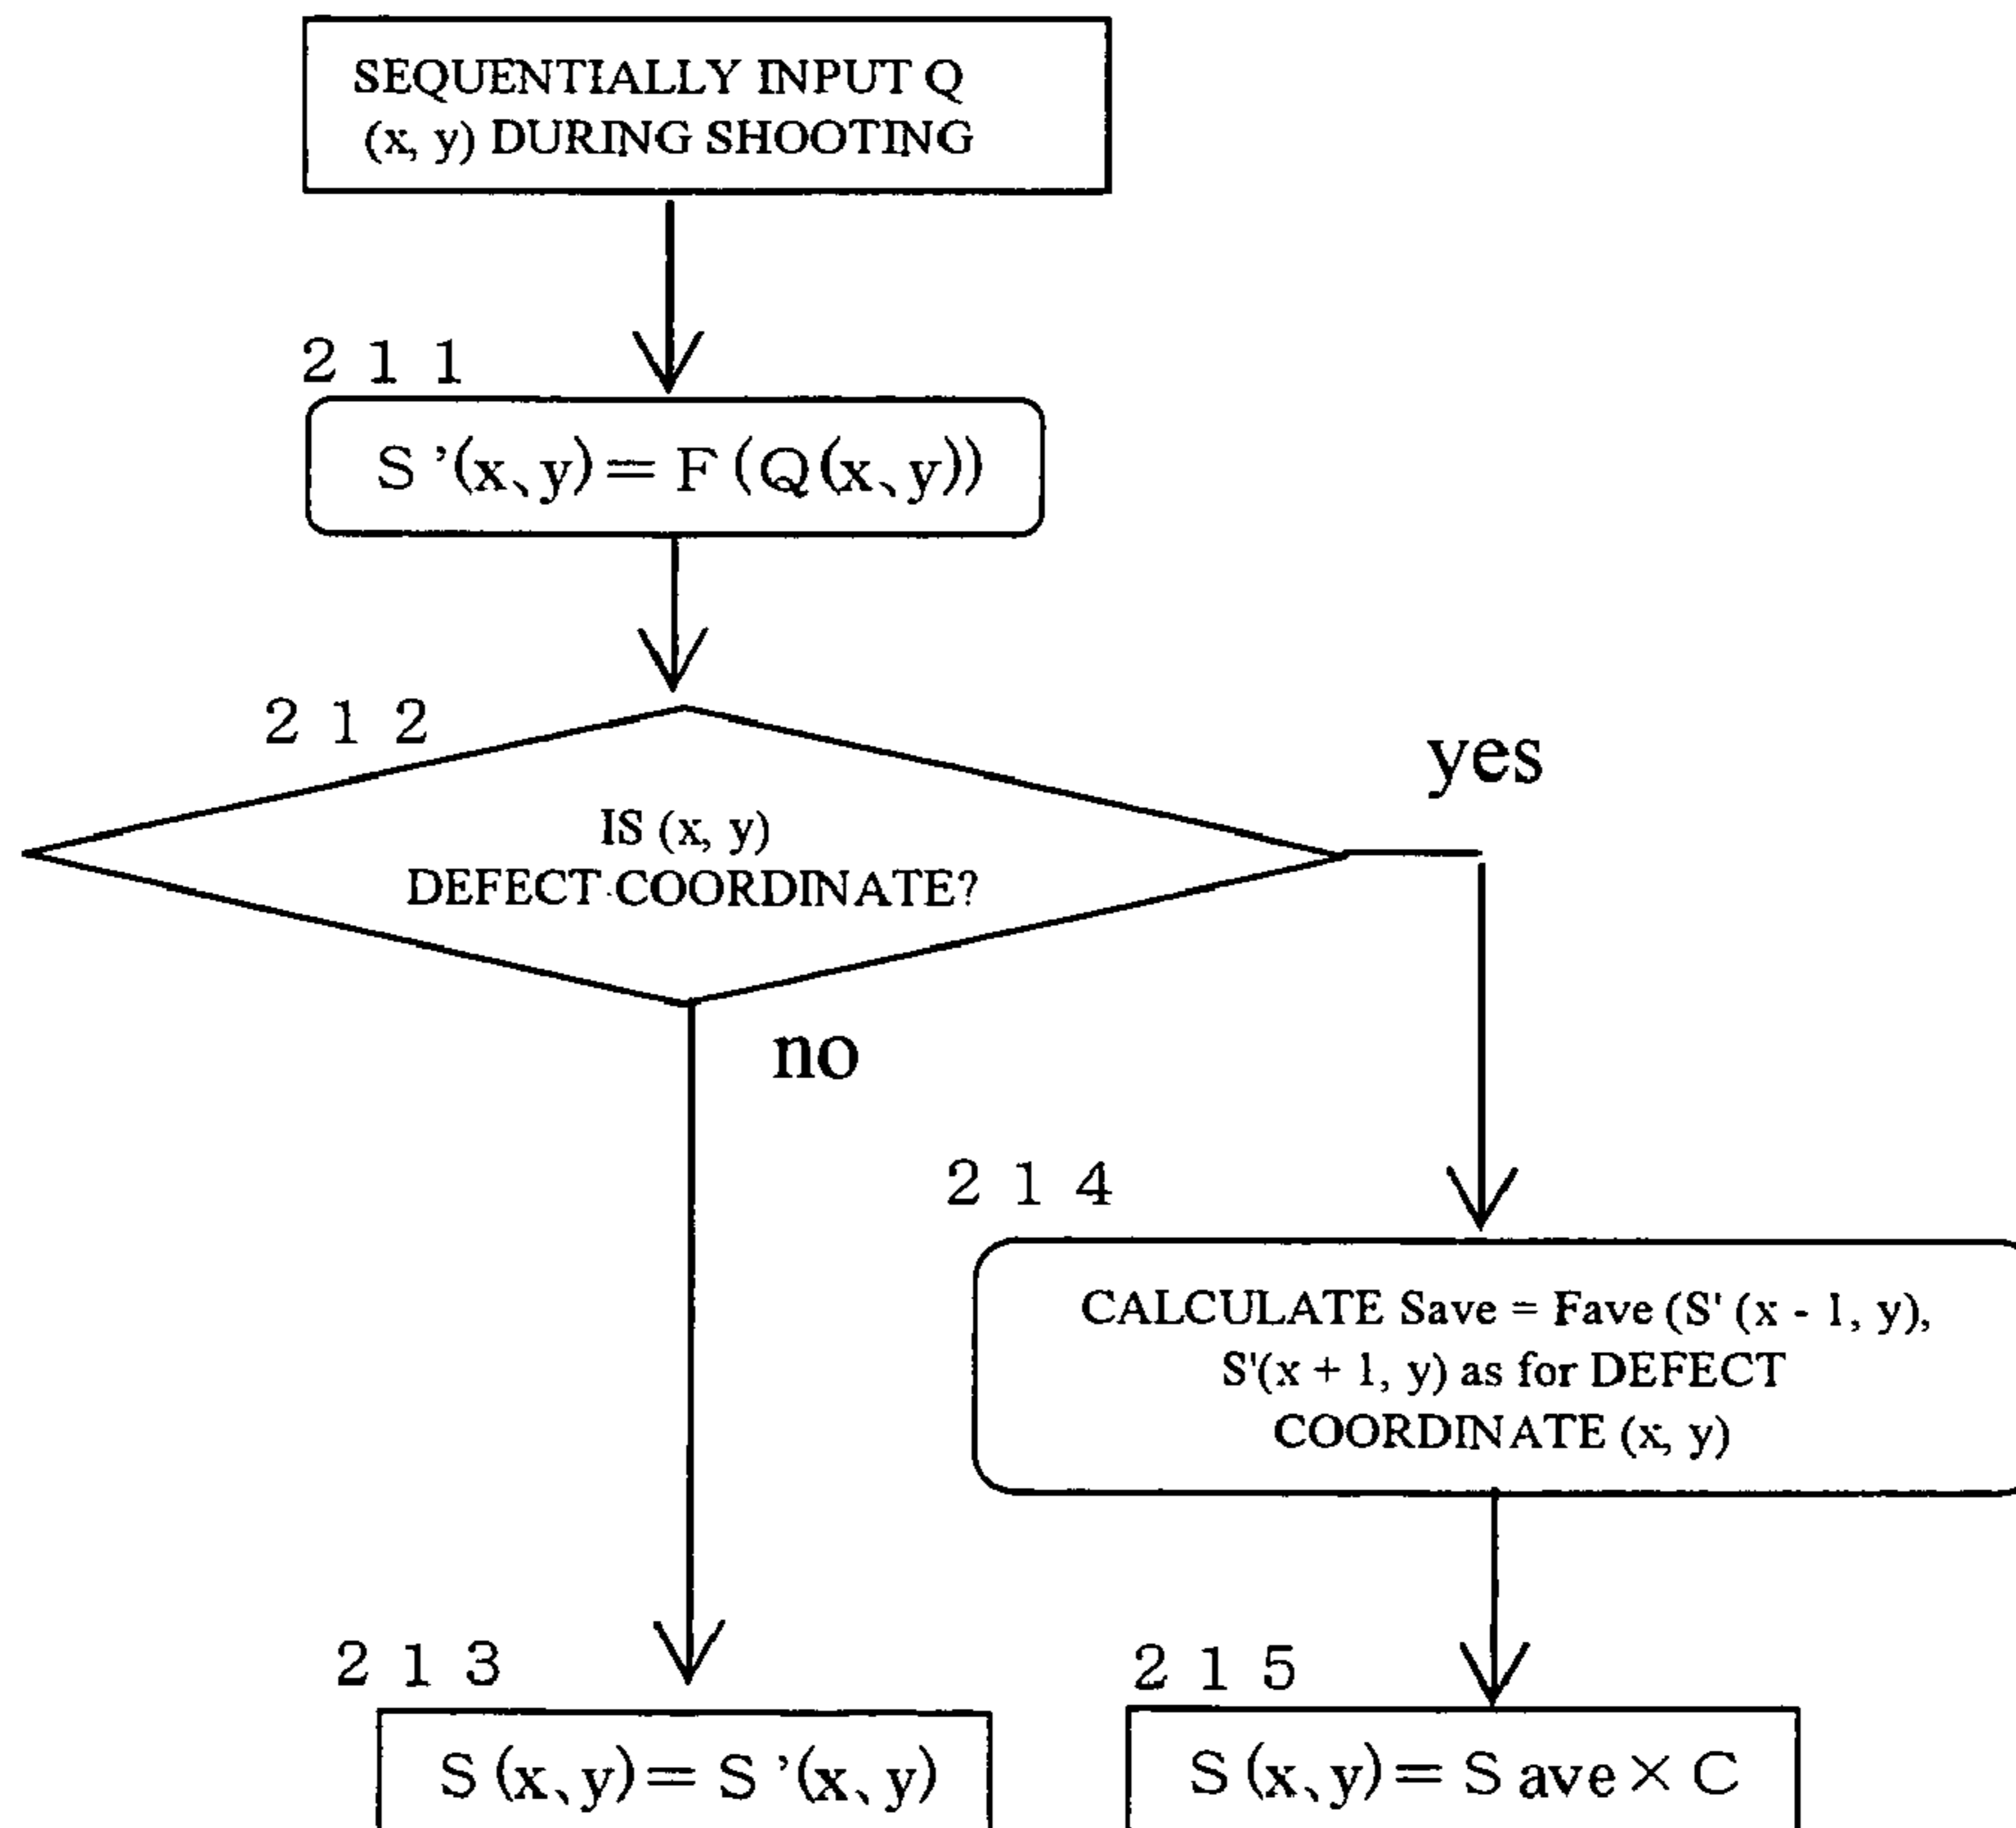 SEQUENTIALLY INPUT Q
(x, y) DURING SHOOTING
2 1 1
S'(x、y)=F(Q(x、y))
2 1 2
IS (x, y)
DEFECT COORDINATE?
yes
no
2 1 4
CALCULATE Save = Fave (S' (x - 1, y),
S'(x + 1, y) as for DEFECT
COORDINATE (x, y)
2 1 3
S(x、y)=S'(x、y)
2 1 5
S(x、y)=Save×C